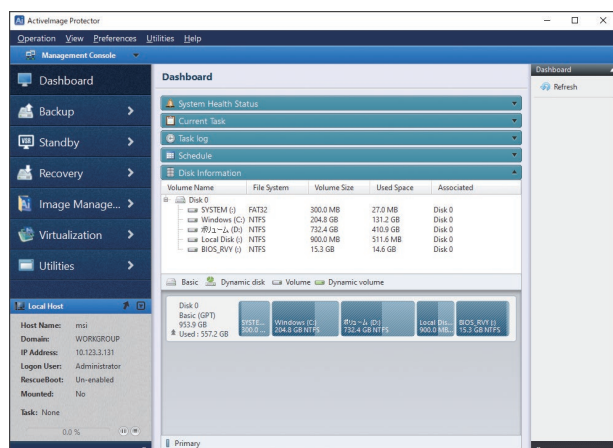 ActiveImage Protector
Operation View Preferences Utilities Help
Management Console
Dashboard
Backup
Standby
Recovery
Image Manage...
Virtualization
Utilities
Local Host
Host Name: msi
Domain: WORKGROUP
IP Address: 10.123.3.131
Logon User: Administrator
RescueBoot: Un-enabled
Mounted: No
Task: None
0.0 %
Dashboard
System Health Status
Current Task
Task log
Schedule
Disk Information
Volume Name File System Volume Size Used Space Associated
Disk 0
SYSTEM (:) FAT32 300.0 MB 27.0 MB Disk 0
Windows (C:) NTFS 204.8 GB 131.2 GB Disk 0
ボリューム (D:) NTFS 732.4 GB 410.9 GB Disk 0
Local Disk (:) NTFS 900.0 MB 511.6 MB Disk 0
BIOS_RVY (:) NTFS 15.3 GB 14.6 GB Disk 0
Basic Dynamic disk Volume Dynamic volume
Disk 0
Basic (GPT)
953.9 GB
Used : 557.2 GB
SYSTE...
300.0 ...
Windows (C:)
204.8 GB NTFS
ボリューム (D:)
732.4 GB NTFS
Local Dis...
900.0 MB...
BIOS_RVY (:)
15.3 GB NTFS
Primary
Dashboard
Refresh